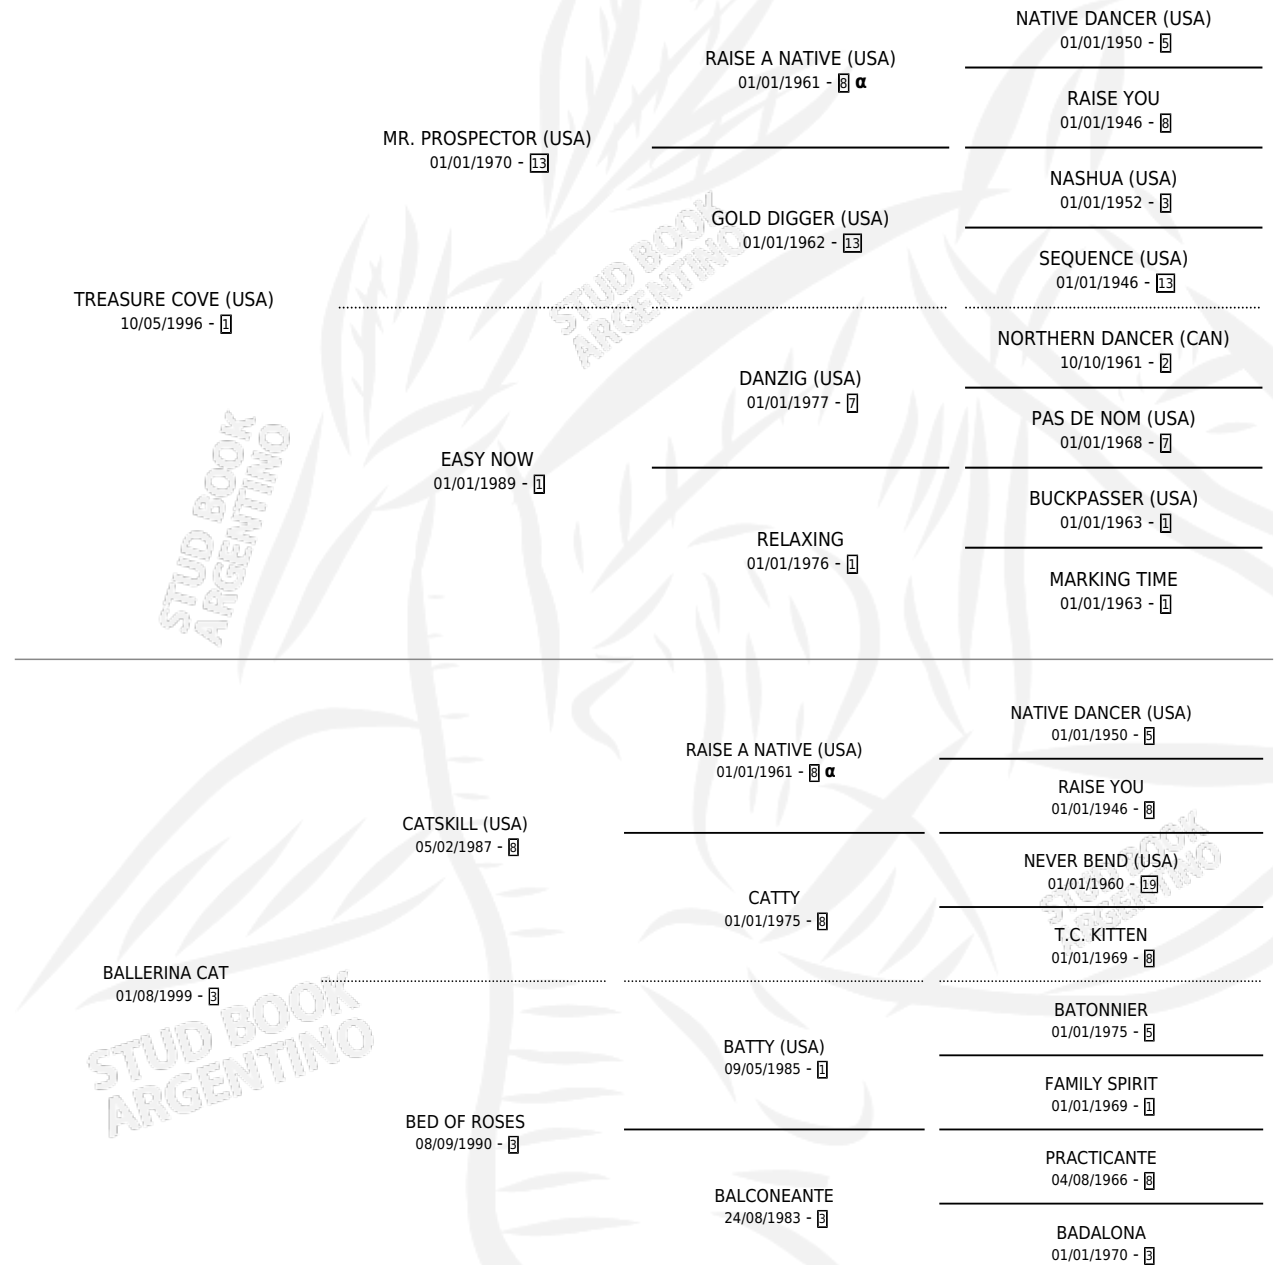 NATIVE DANCER (USA)
01/01/1950 - 5
RAISE A NATIVE (USA)
01/01/1961 - 8 α
RAISE YOU
01/01/1946 - 8
MR. PROSPECTOR (USA)
01/01/1970 - 13
NASHUA (USA)
01/01/1952 - 3
GOLD DIGGER (USA)
01/01/1962 - 13
SEQUENCE (USA)
01/01/1946 - 13
TREASURE COVE (USA)
10/05/1996 - 1
STUD BOOK
ARGENTINO
NORTHERN DANCER (CAN)
10/10/1961 - 2
DANZIG (USA)
01/01/1977 - 7
PAS DE NOM (USA)
01/01/1968 - 7
EASY NOW
01/01/1989 - 1
STUD BOOK
ARGENTINO
BUCKPASSER (USA)
01/01/1963 - 1
RELAXING
01/01/1976 - 1
MARKING TIME
01/01/1963 - 1
NATIVE DANCER (USA)
01/01/1950 - 5
RAISE A NATIVE (USA)
01/01/1961 - 8 α
RAISE YOU
01/01/1946 - 8
CATSKILL (USA)
05/02/1987 - 8
NEVER BEND (USA)
01/01/1960 - 19
STUD BOOK
ARGENTINO
CATTY
01/01/1975 - 8
T.C. KITTEN
01/01/1969 - 8
BALLERINA CAT
01/08/1999 - 3
STUD BOOK
ARGENTINO
BATONNIER
01/01/1975 - 5
BATTY (USA)
09/05/1985 - 1
FAMILY SPIRIT
01/01/1969 - 1
BED OF ROSES
08/09/1990 - 3
PRACTICANTE
04/08/1966 - 8
BALCONEANTE
24/08/1983 - 3
BADALONA
01/01/1970 - 3